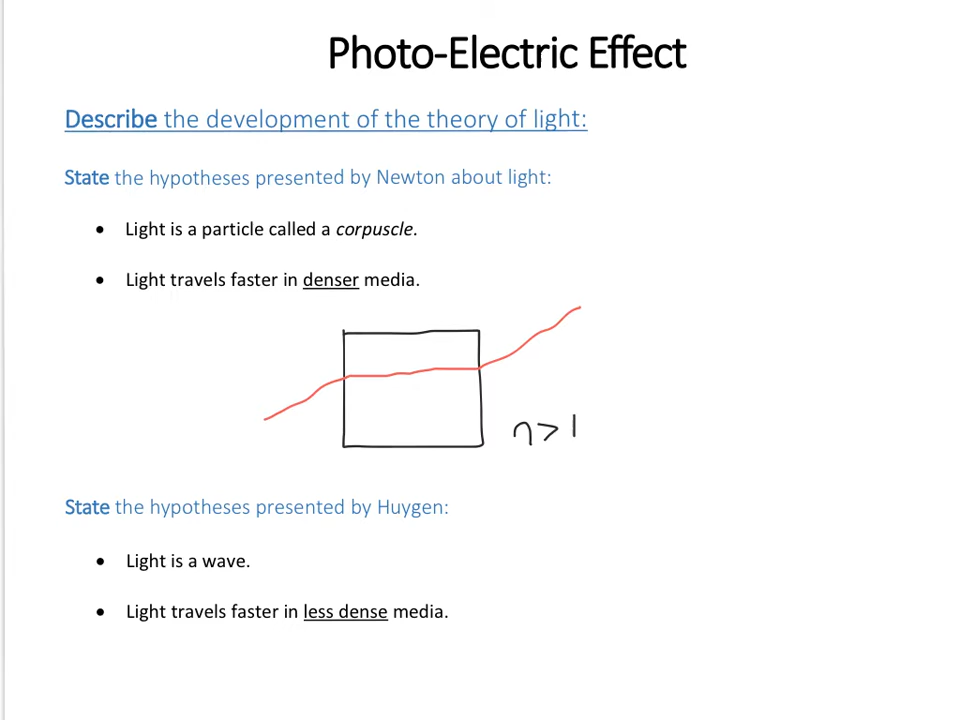 Photo-Electric Effect
Describe the development of the theory of light:
State the hypotheses presented by Newton about light:
• Light is a particle called a corpuscle.
• Light travels faster in denser media.
n > 1
State the hypotheses presented by Huygen:
• Light is a wave.
• Light travels faster in less dense media.